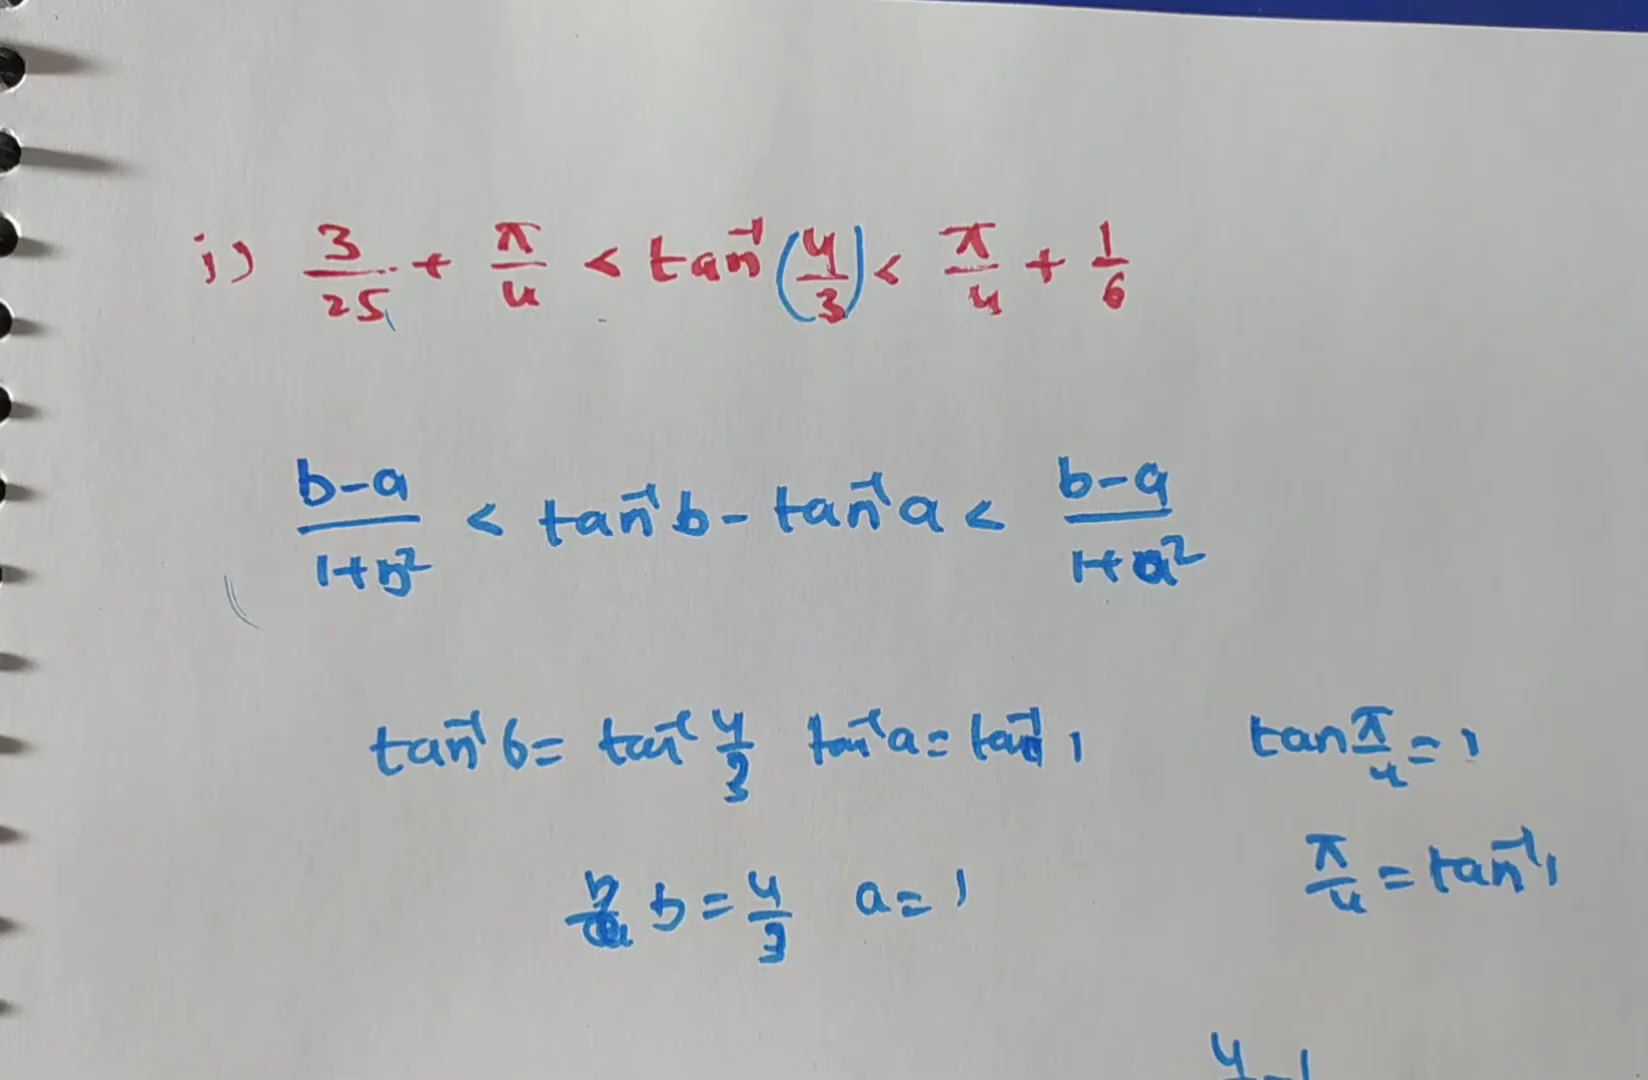 i) 3/25 + π/4 < tan⁻¹(4/3) < π/4 + 1/6
b-a/1+b² < tan⁻¹b - tan⁻¹a < b-a/1+a²
tan⁻¹b = tan⁻¹ 4/3 tan⁻¹a = tan⁻¹ 1 tan π/4 = 1
π/4 = tan⁻¹1
b = 4/3 a = 1
4 - 1